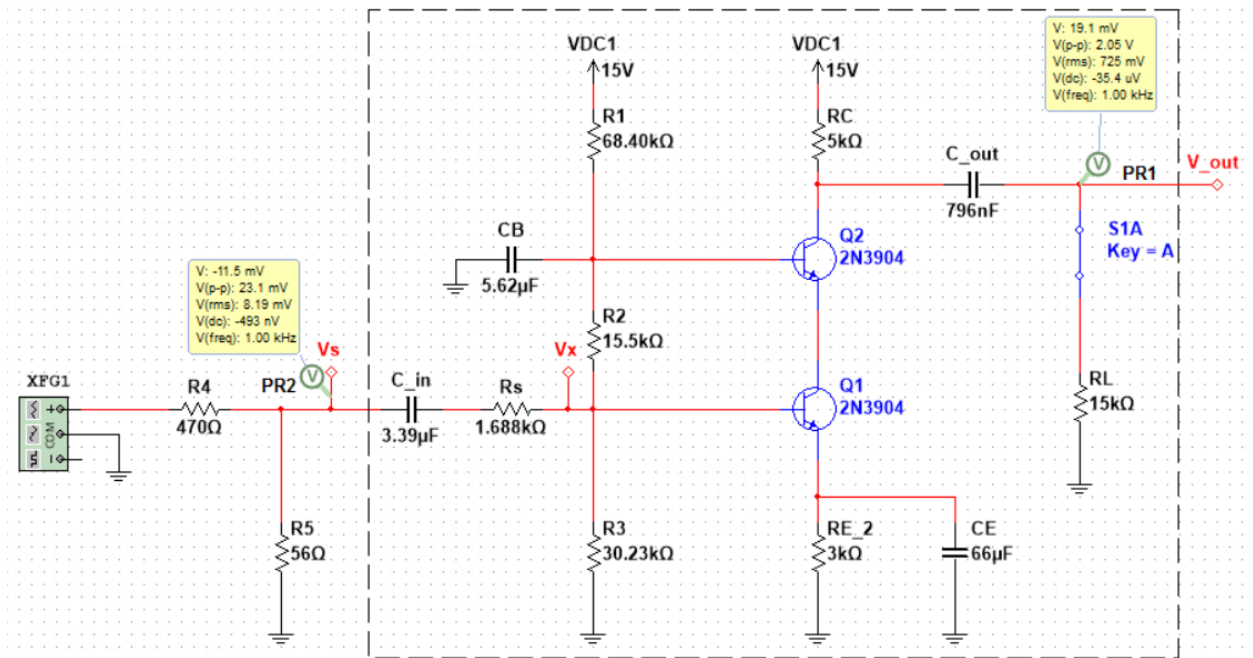 V: 19.1 mV
V(p-p): 2.05 V
V(rms): 725 mV
V(dc): -35.4 uV
V(freq): 1.00 kHz
VDC1
15V
VDC1
15V
R1
68.40kΩ
RC
5kΩ
C_out
796nF
V
PR1
V_out
S1A
Key = A
CB
5.62µF
Q2
2N3904
V: -11.5 mV
V(p-p): 23.1 mV
V(rms): 8.19 mV
V(dc): -493 nV
V(freq): 1.00 kHz
R2
15.5kΩ
Vs
Vx
XFG1
R4
470Ω
PR2
V
C_in
3.39µF
Rs
1.688kΩ
Q1
2N3904
RL
15kΩ
COM
R5
56Ω
R3
30.23kΩ
RE_2
3kΩ
CE
66µF